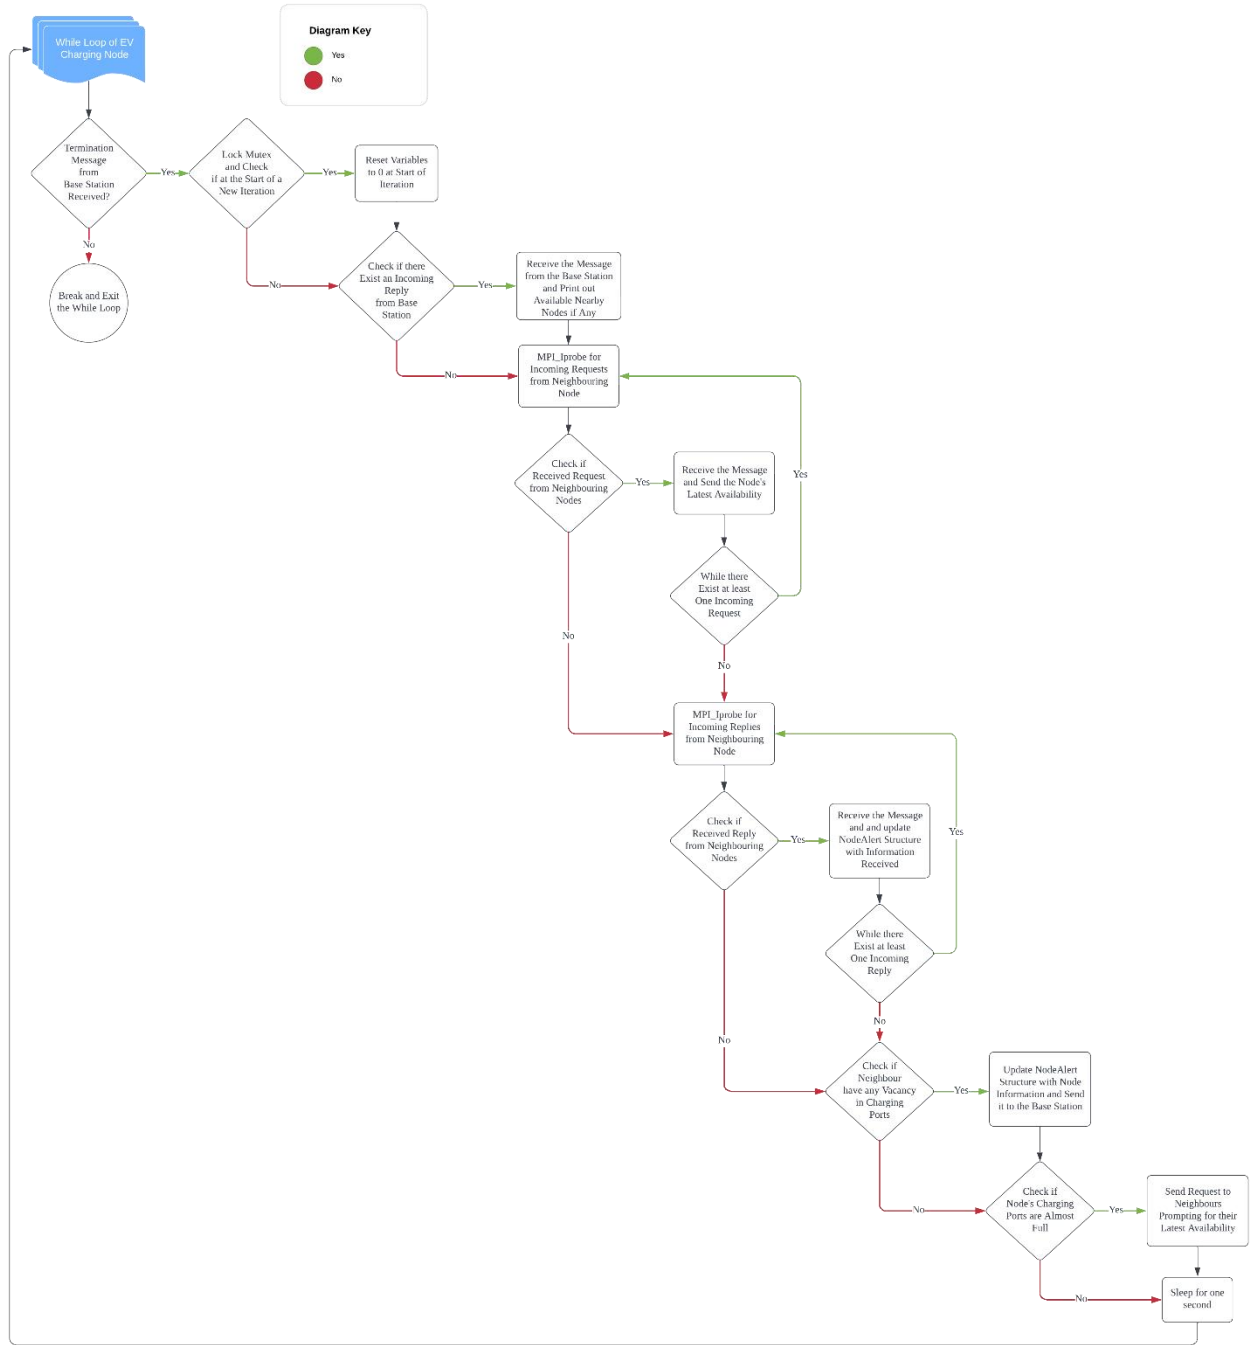 While Loop of EV
Charging Node
Diagram Key
Yes
No
Termination
Message
from
Base Station
Received?
Yes
Lock Mutex
and Check
if at the Start of a
New Iteration
Yes
Reset Variables
to 0 at Start of
Iteration
No
Break and Exit
the While Loop
No
Check if there
Exist an Incoming
Reply
from Base
Station
Yes
Receive the Message
from the Base Station
and Print out
Available Nearby
Nodes if Any
No
MPI_Iprobe for
Incoming Requests
from Neighbouring
Node
Check if
Received Request
from Neighbouring
Nodes
Yes
Receive the Message
and Send the Node's
Latest Availability
Yes
While there
Exist at least
One Incoming
Request
No
No
MPI_Iprobe for
Incoming Replies
from Neighbouring
Node
Check if
Received Reply
from Neighbouring
Nodes
Yes
Receive the Message
and and update
NodeAlert Structure
with Information
Received
Yes
While there
Exist at least
One Incoming
Reply
No
No
Check if
Neighbour
have any Vacancy
in Charging
Ports
Yes
Update NodeAlert
Structure with Node
Information and Send
it to the Base Station
No
Check if
Node's Charging
Ports are Almost
Full
Yes
Send Request to
Neighbours
Prompting for their
Latest Availability
No
Sleep for one
second